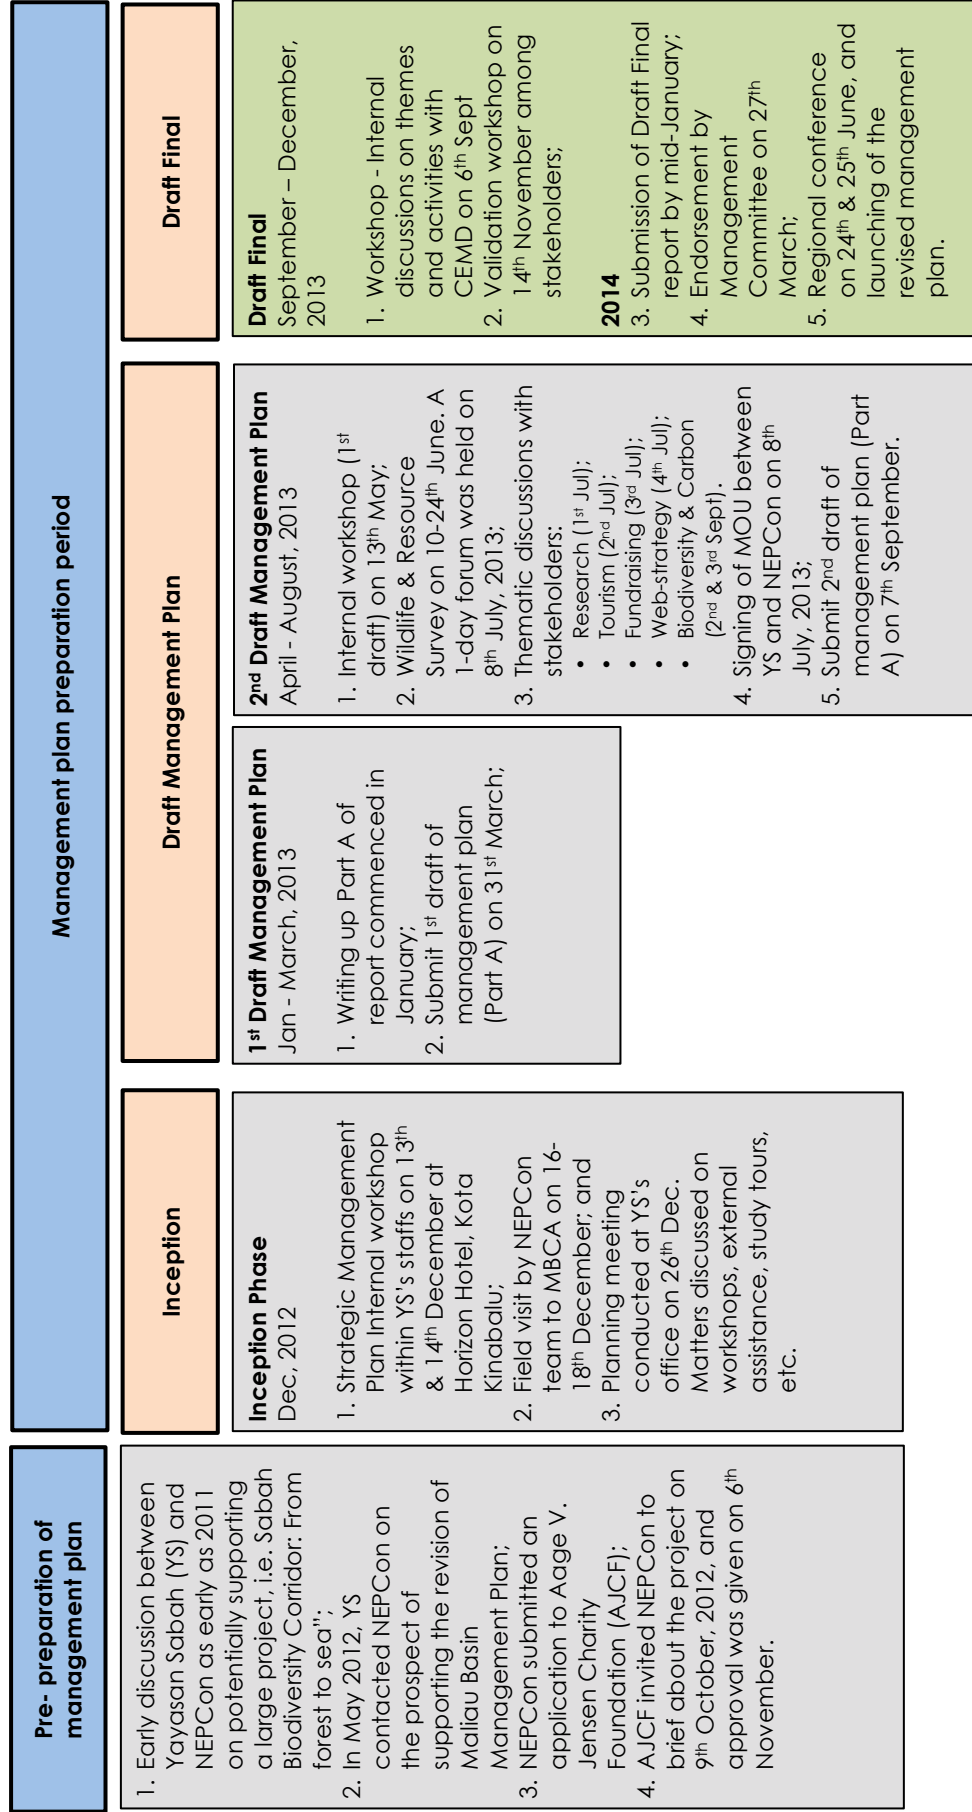 Pre- preparation of
management plan
Management plan preparation period
Inception
Draft Management Plan
Draft Final
1. Early discussion between
Yayasan Sabah (YS) and
NEPCon as early as 2011
on potentially supporting
a large project, i.e. Sabah
Biodiversity Corridor: From
forest to sea”;
2. In May 2012, YS
contacted NEPCon on
the prospect of
supporting the revision of
Maliau Basin
Management Plan;
3. NEPCon submitted an
application to Aage V.
Jensen Charity
Foundation (AJCF);
4. AJCF invited NEPCon to
brief about the project on
9th October, 2012, and
approval was given on 6th
November.
Inception Phase
Dec, 2012
1. Strategic Management
Plan Internal workshop
within YS’s staffs on 13th
& 14th December at
Horizon Hotel, Kota
Kinabalu;
2. Field visit by NEPCon
team to MBCA on 16-
18th December; and
3. Planning meeting
conducted at YS’s
office on 26th Dec.
Matters discussed on
workshops, external
assistance, study tours,
etc.
1st Draft Management Plan
Jan - March, 2013
1. Writing up Part A of
report commenced in
January;
2. Submit 1st draft of
management plan
(Part A) on 31st March;
2nd Draft Management Plan
April - August, 2013
1. Internal workshop (1st
draft) on 13th May;
2. Wildlife & Resource
Survey on 10-24th June. A
1-day forum was held on
8th July, 2013;
3. Thematic discussions with
stakeholders:
• Research (1st Jul);
• Tourism (2nd Jul);
• Fundraising (3rd Jul);
• Web-strategy (4th Jul);
• Biodiversity & Carbon
(2nd & 3rd Sept).
4. Signing of MOU between
YS and NEPCon on 8th
July, 2013;
5. Submit 2nd draft of
management plan (Part
A) on 7th September.
Draft Final
September – December,
2013
1. Workshop - Internal
discussions on themes
and activities with
CEMD on 6th Sept
2. Validation workshop on
14th November among
stakeholders;
2014
3. Submission of Draft Final
report by mid-January;
4. Endorsement by
Management
Committee on 27th
March;
5. Regional conference
on 24th & 25th June, and
launching of the
revised management
plan.